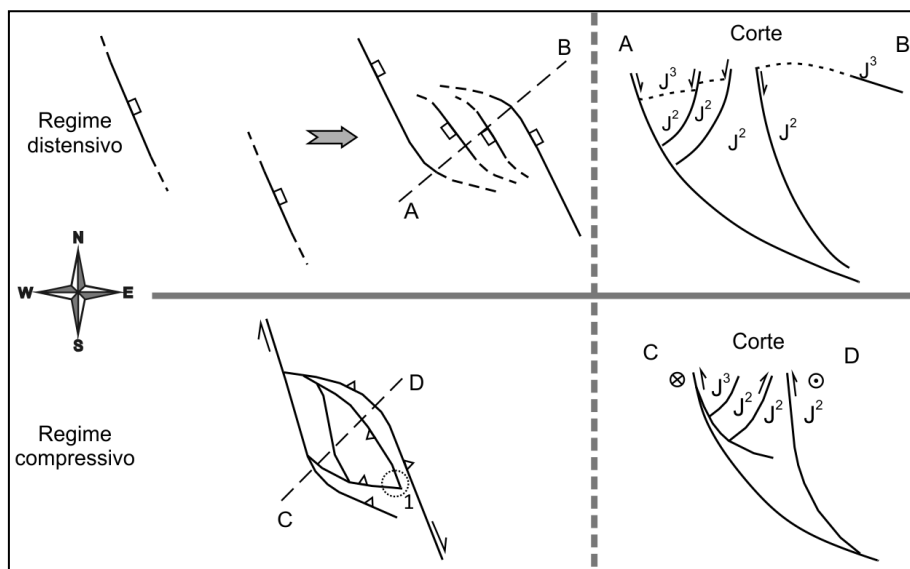 Regime
distensivo
A
B
A
Corte
B
J³
J²
J²
J²
J²
J³
N
W
E
S
Regime
compressivo
C
D
1
C
Corte
D
J³
J²
J²
J²